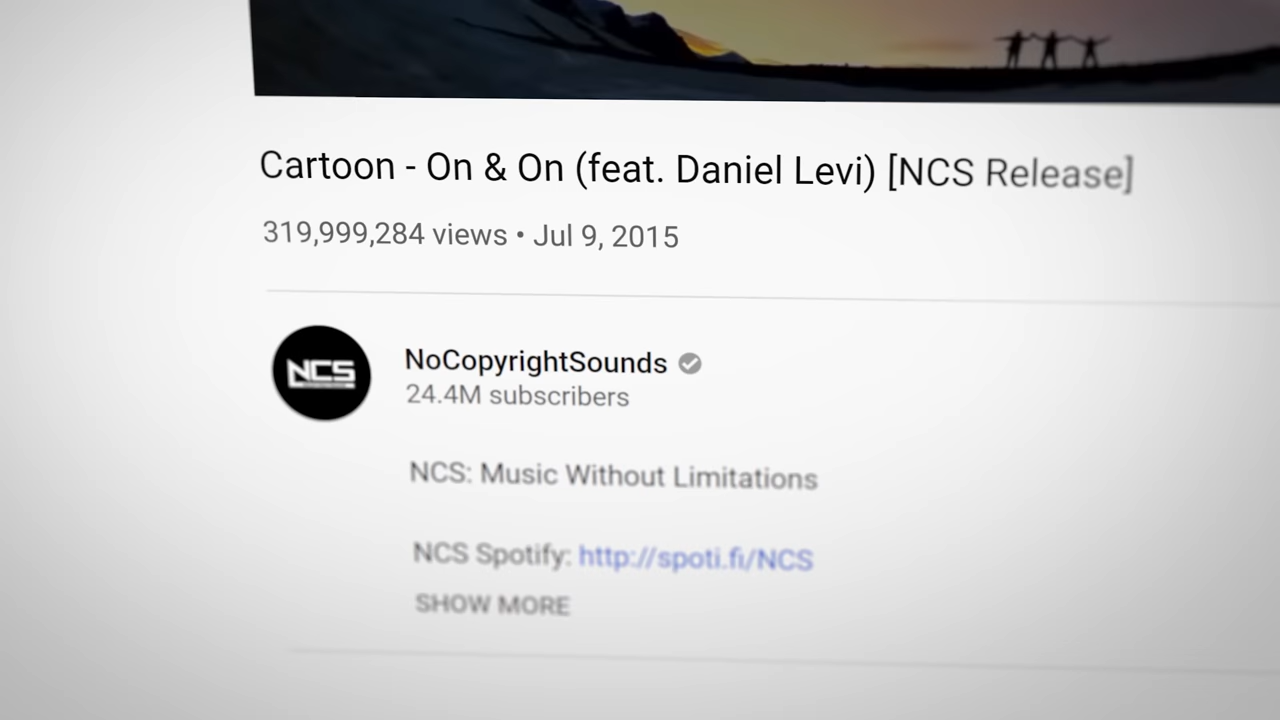 Cartoon - On & On (feat. Daniel Levi) [NCS Release]
319,999,284 views • Jul 9, 2015
NCS
NoCopyrightSounds
24.4M subscribers
NCS: Music Without Limitations
NCS Spotify: http://spoti.fi/NCS
SHOW MORE